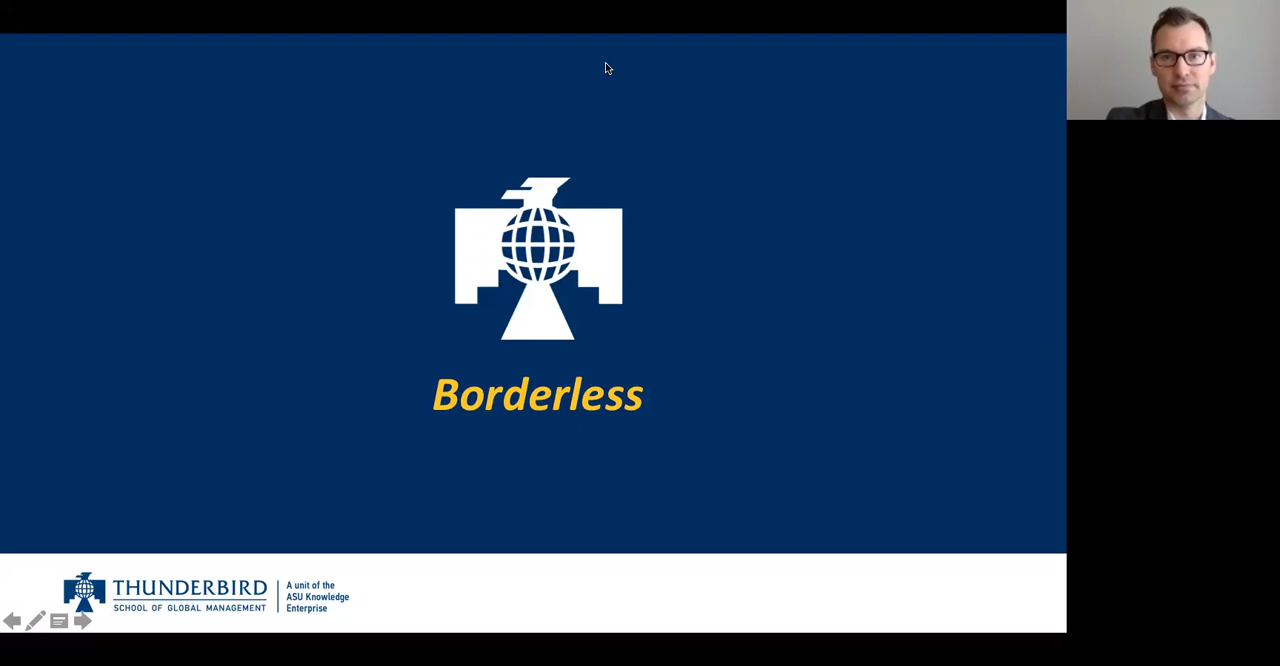 Borderless
THUNDERBIRD
SCHOOL OF GLOBAL MANAGEMENT
A unit of the
ASU Knowledge
Enterprise